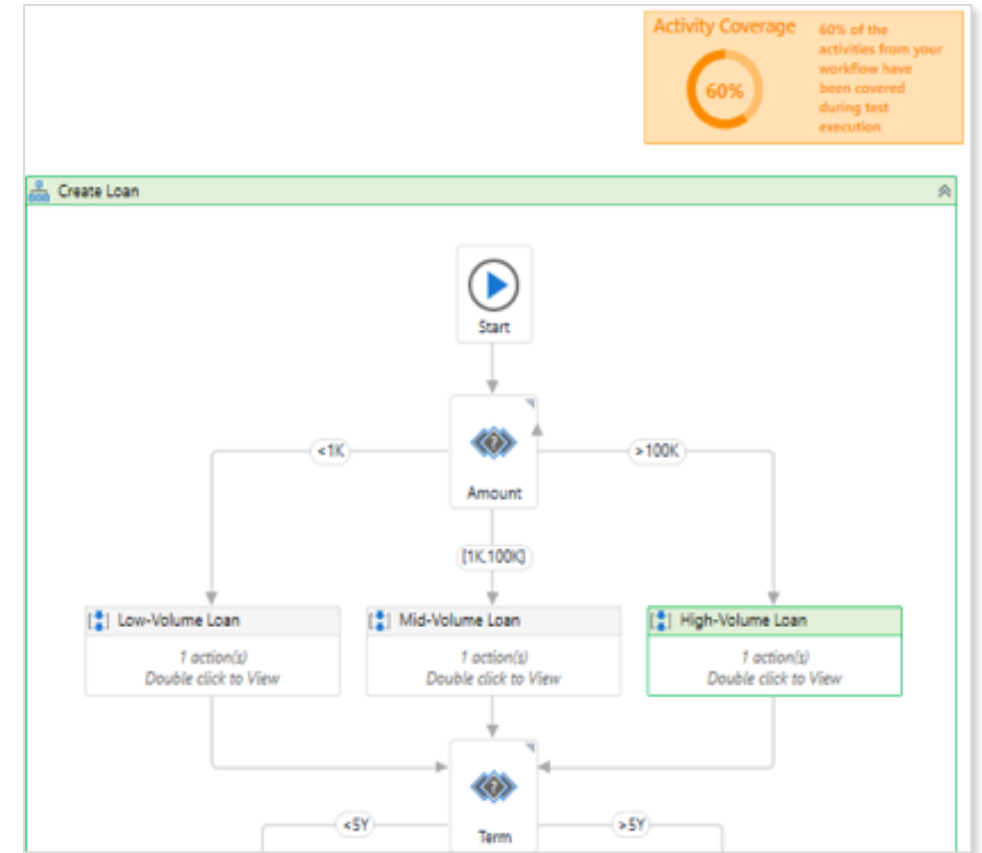 Activity Coverage
60%
60% of the
activities from your
workflow have
been covered
during test
execution
Create Loan
Start
<1K
>100K
Amount
[1K,100K]
Low-Volume Loan
1 action(s)
Double click to View
Mid-Volume Loan
1 action(s)
Double click to View
High-Volume Loan
1 action(s)
Double click to View
<5Y
>5Y
Term